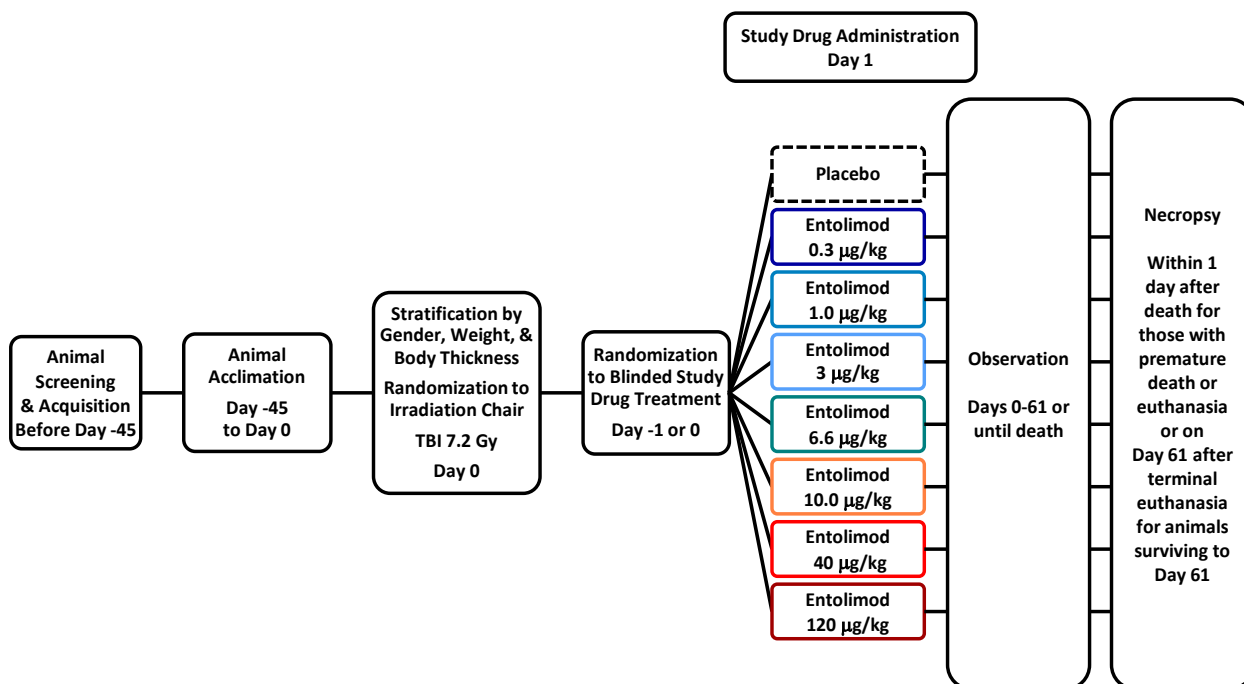 Study Drug Administration
Day 1
Animal
Screening
& Acquisition
Before Day -45
Animal
Acclimation
Day -45
to Day 0
Stratification by
Gender, Weight, &
Body Thickness
Randomization to
Irradiation Chair
TBI 7.2 Gy
Day 0
Randomization
to Blinded Study
Drug Treatment
Day -1 or 0
Placebo
Entolimod
0.3 µg/kg
Entolimod
1.0 µg/kg
Entolimod
3 µg/kg
Entolimod
6.6 µg/kg
Entolimod
10.0 µg/kg
Entolimod
40 µg/kg
Entolimod
120 µg/kg
Observation
Days 0-61 or
until death
Necropsy
Within 1
day after
death for
those with
premature
death or
euthanasia
or on
Day 61 after
terminal
euthanasia
for animals
surviving to
Day 61